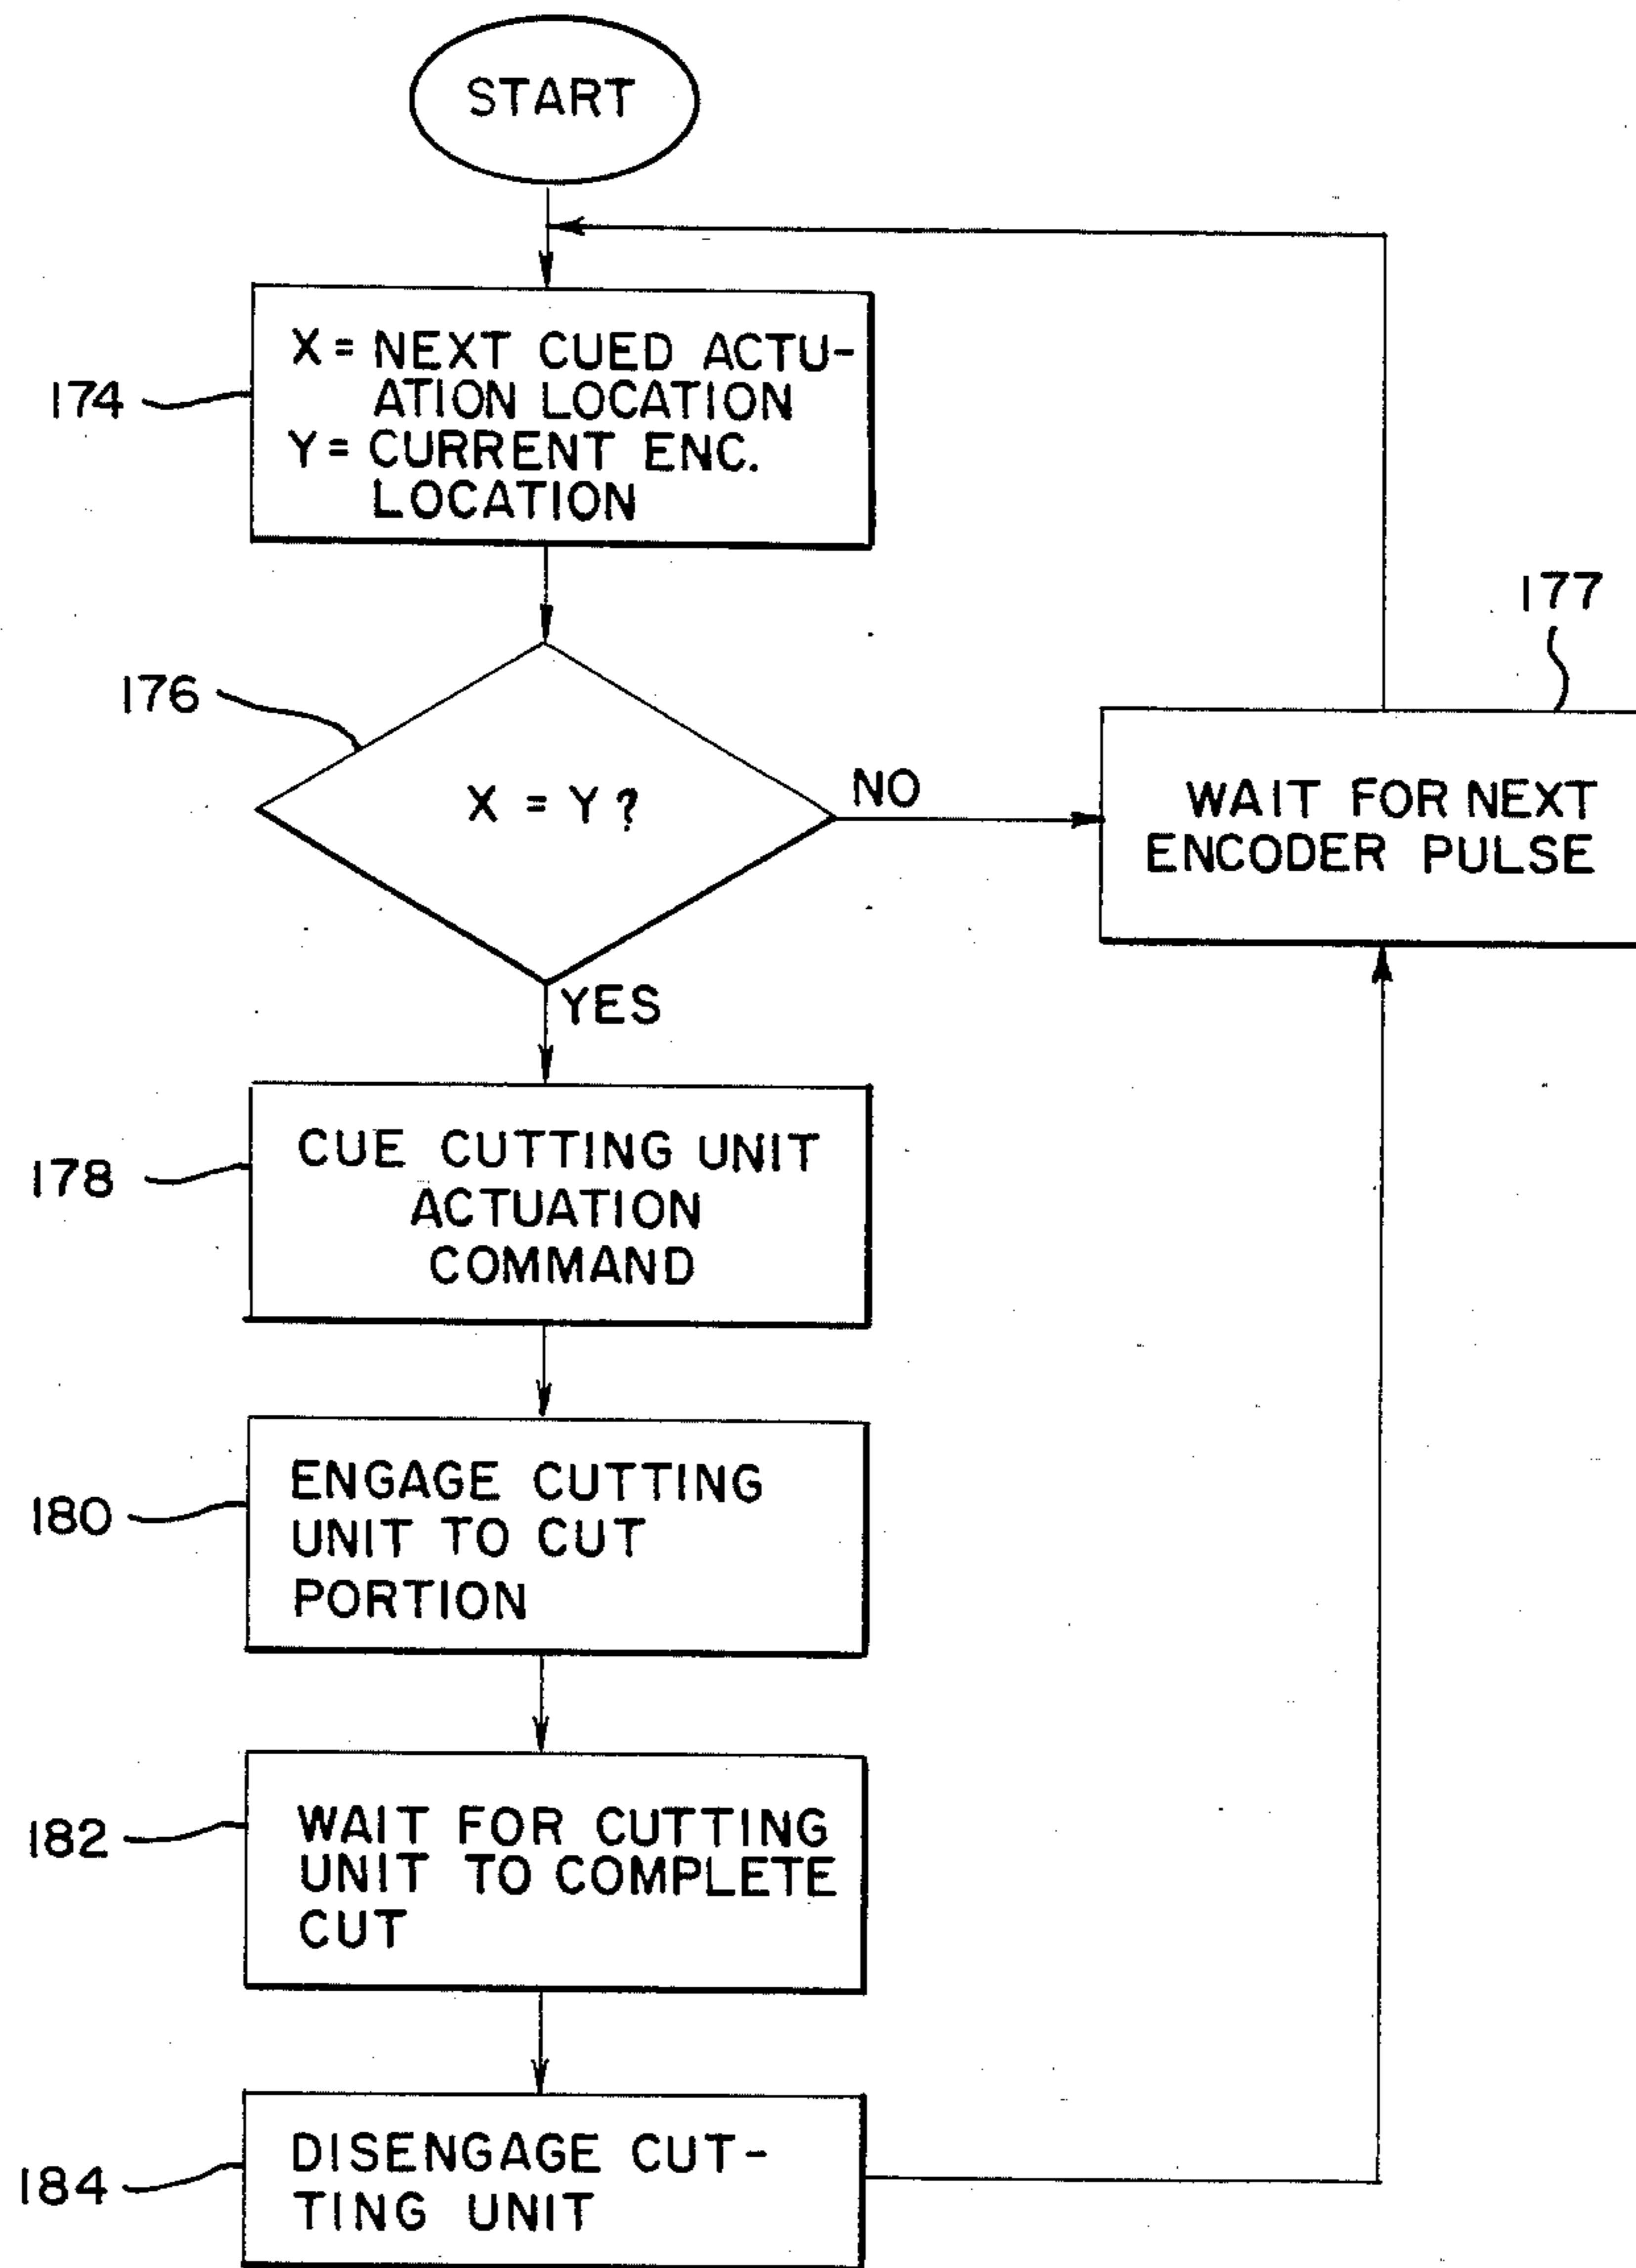 START
174
X = NEXT CUED ACTU-
ATION LOCATION
Y = CURRENT ENC.
LOCATION
176
X = Y ?
NO
YES
177
WAIT FOR NEXT
ENCODER PULSE
178
CUE CUTTING UNIT
ACTUATION
COMMAND
180
ENGAGE CUTTING
UNIT TO CUT
PORTION
182
WAIT FOR CUTTING
UNIT TO COMPLETE
CUT
184
DISENGAGE CUT-
TING UNIT